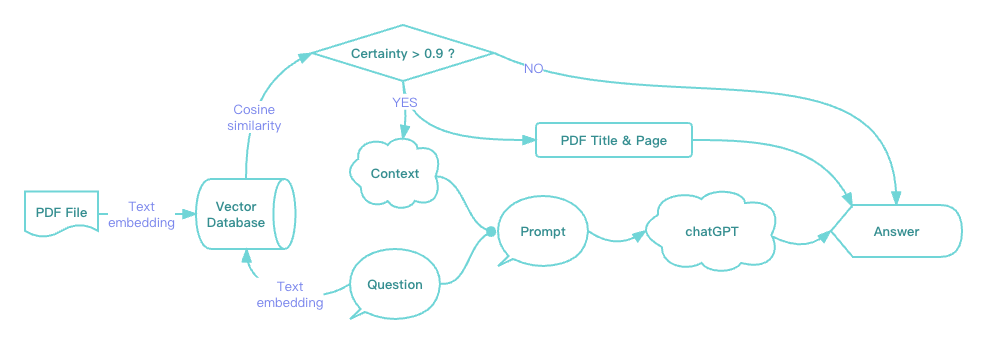 Certainty > 0.9 ?
NO
YES
Cosine
similarity
PDF Title & Page
Context
PDF File
Text
embedding
Vector
Database
Prompt
chatGPT
Answer
Question
Text
embedding